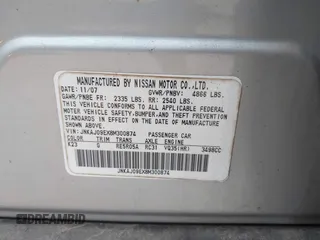 MANUFACTURED BY NISSAN MOTOR CO.,LTD.
DATE: 11/07 GVWR/PNBV: 4866 LBS.
GAWR/PNBE FR: 2335 LBS. RR: 2540 LBS.
THIS VEHICLE CONFORMS TO ALL APPLICABLE FEDERAL
MOTOR VEHICLE SAFETY,BUMPER,AND THEFT PREVENTION
STANDARDS IN EFFECT ON THE DATE OF MANUFACTURE
SHOWN ABOVE.
VIN: JNKAJ09EX8M300874 PASSENGER CAR
COLOR TRIM TRANS AXLE ENGINE
K23 G RE5R05A RC31 VQ35(HR) 3498CC
JNKAJ09EX8M300874
STREAMBID